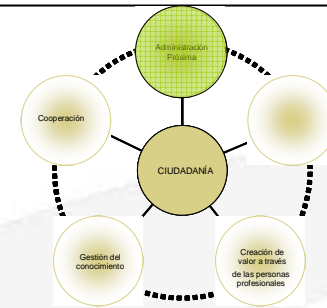 Administración
Próxima
Cooperación
CIUDADANÍA
Gestión del
conocimiento
Creación de
valor a través
de las personas
profesionales